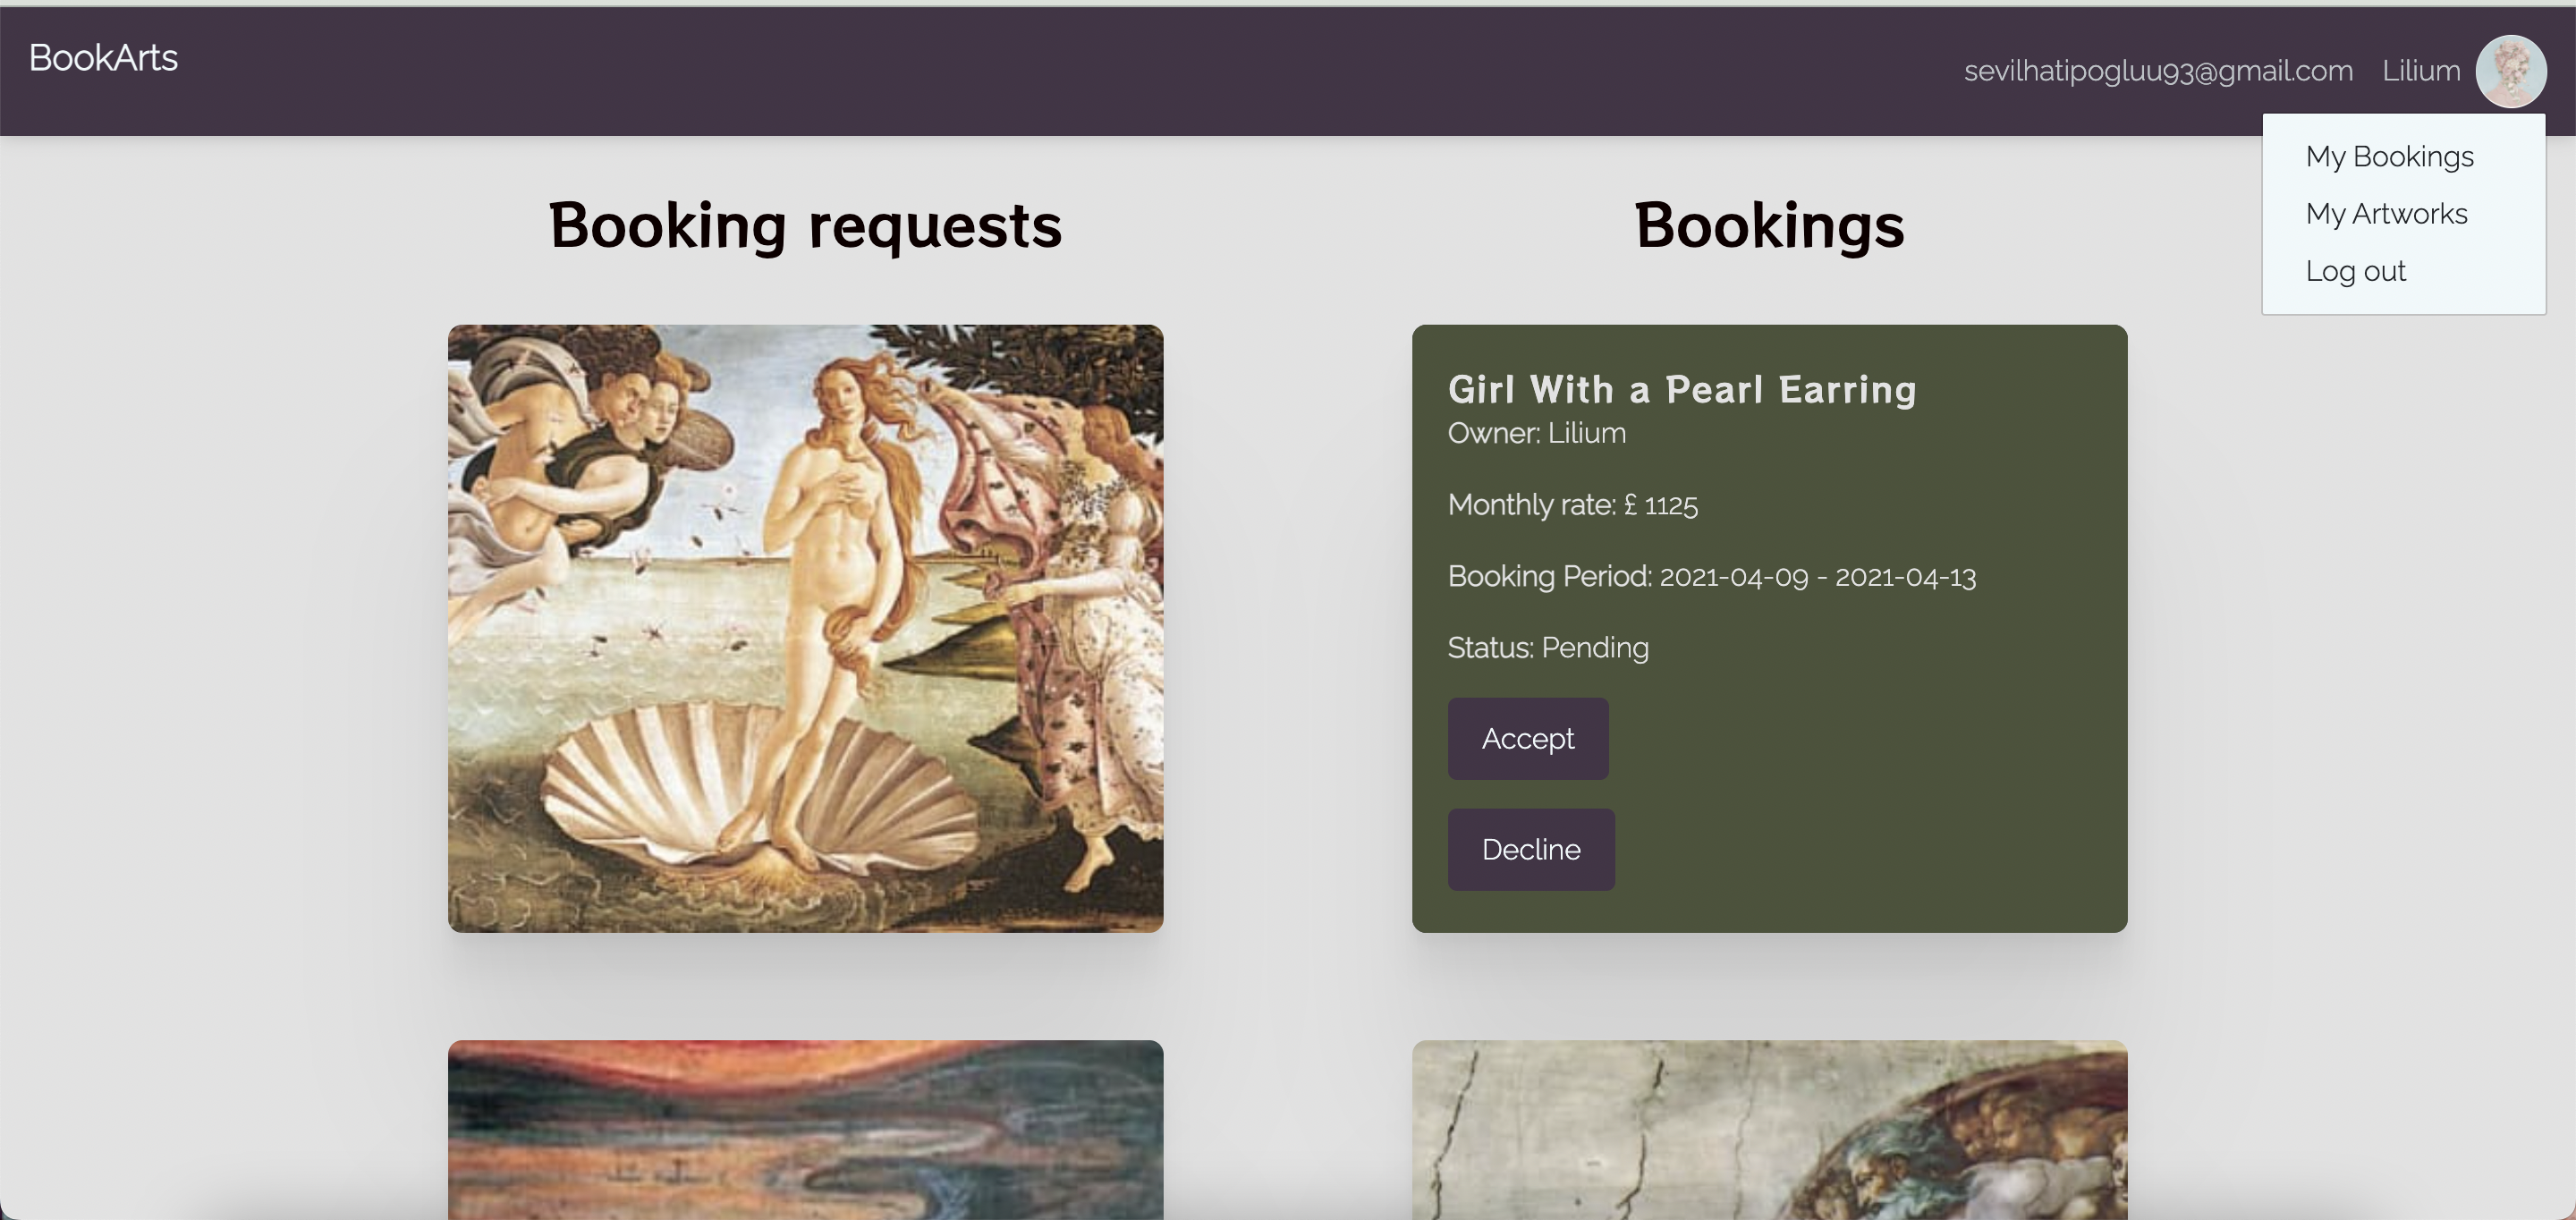 BookArts
sevilhatipogluu93@gmail.com Lilium
My Bookings
My Artworks
Log out
Booking requests
Bookings
Girl With a Pearl Earring
Owner: Lilium
Monthly rate: £ 1125
Booking Period: 2021-04-09 - 2021-04-13
Status: Pending
Accept
Decline